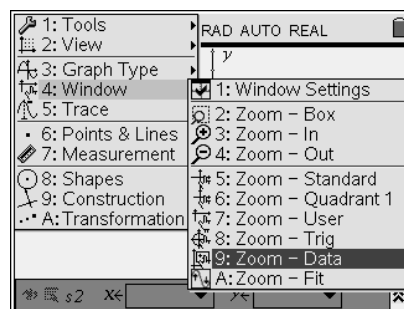 1: Tools
2: View
3: Graph Type
4: Window
5: Trace
6: Points & Lines
7: Measurement
8: Shapes
9: Construction
A: Transformation
RAD AUTO REAL
y
1: Window Settings
2: Zoom – Box
3: Zoom – In
4: Zoom – Out
5: Zoom – Standard
6: Zoom – Quadrant 1
7: Zoom – User
8: Zoom – Trig
9: Zoom – Data
A: Zoom – Fit
s2 x← y←